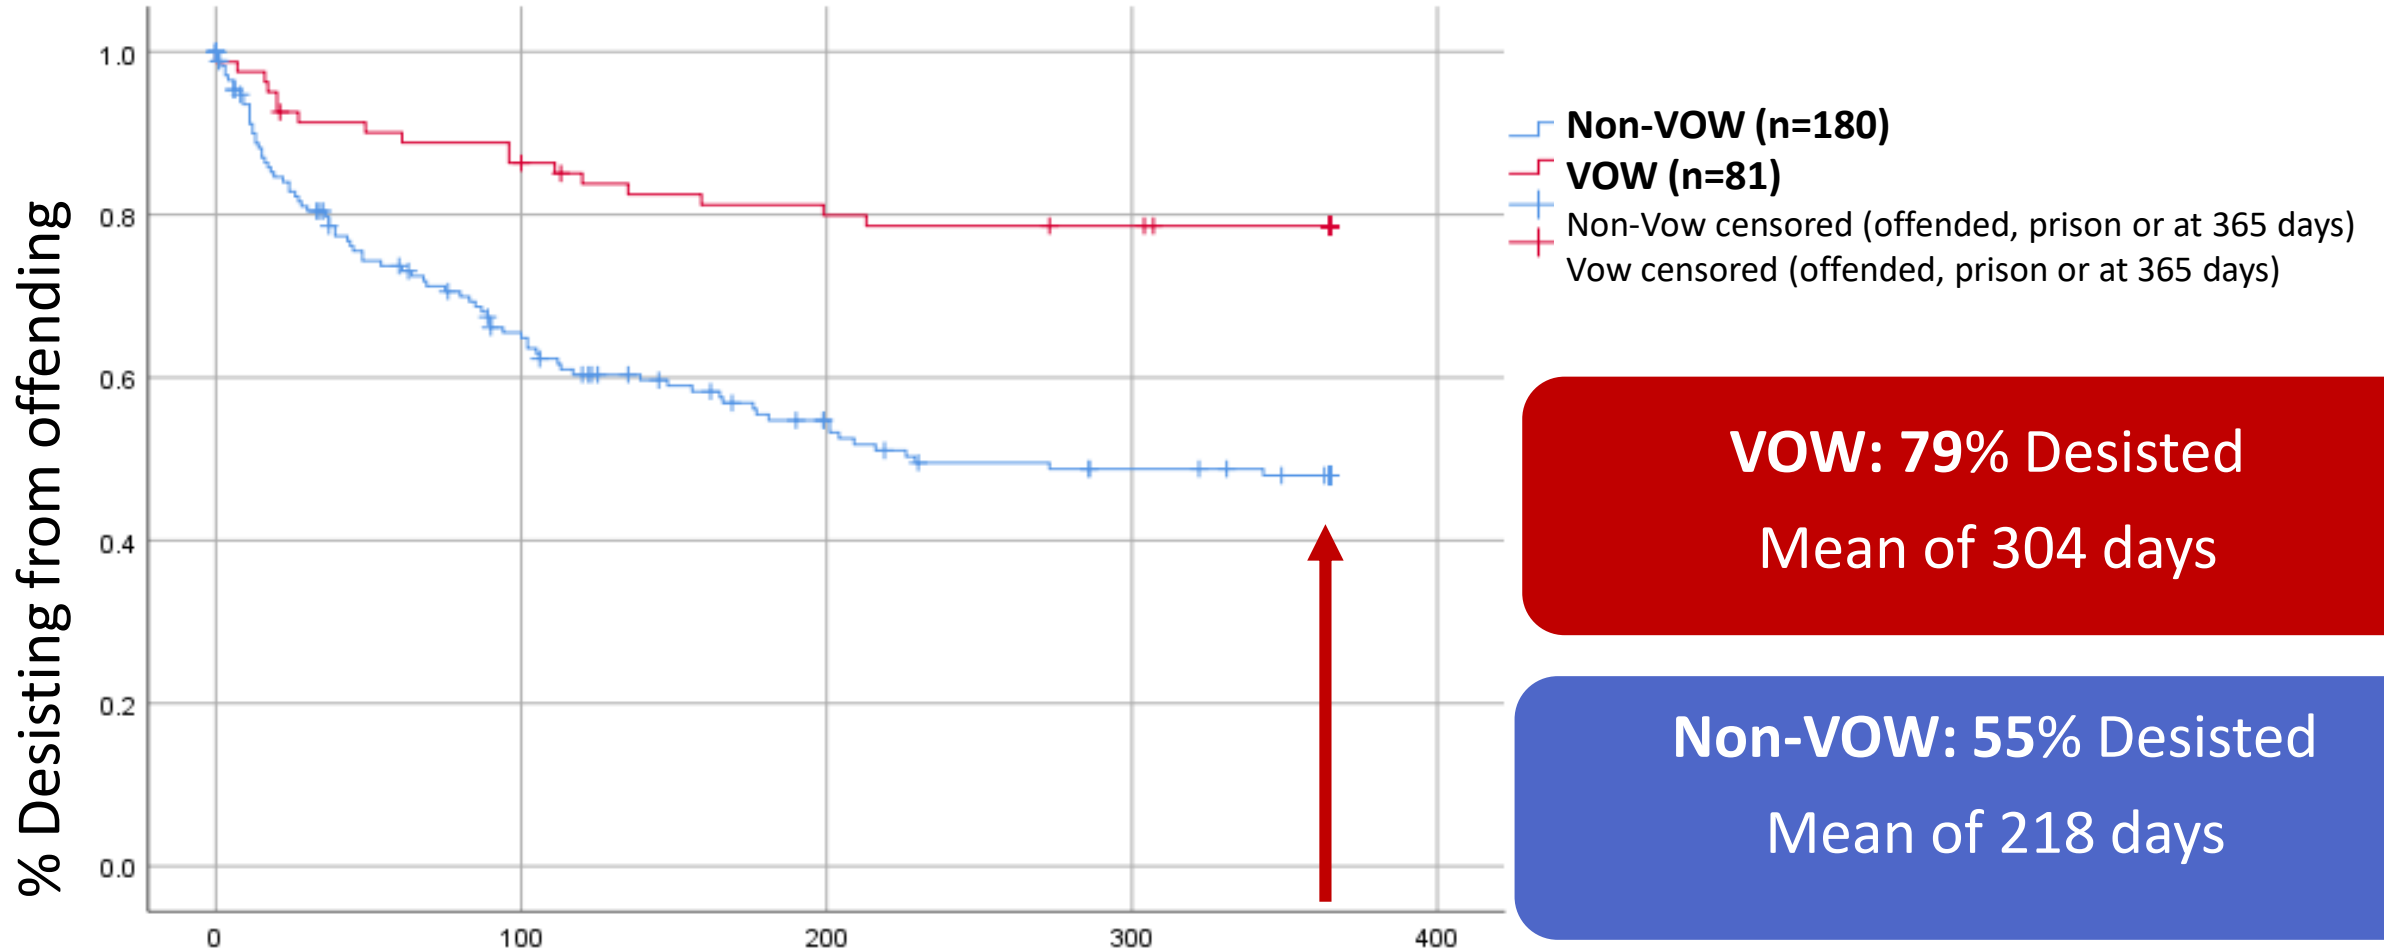 % Desisting from offending
1.0
0.8
0.6
0.4
0.2
0.0
0 100 200 300 400
Non-VOW (n=180)
VOW (n=81)
Non-Vow censored (offended, prison or at 365 days)
Vow censored (offended, prison or at 365 days)
VOW: 79% Desisted
Mean of 304 days
Non-VOW: 55% Desisted
Mean of 218 days